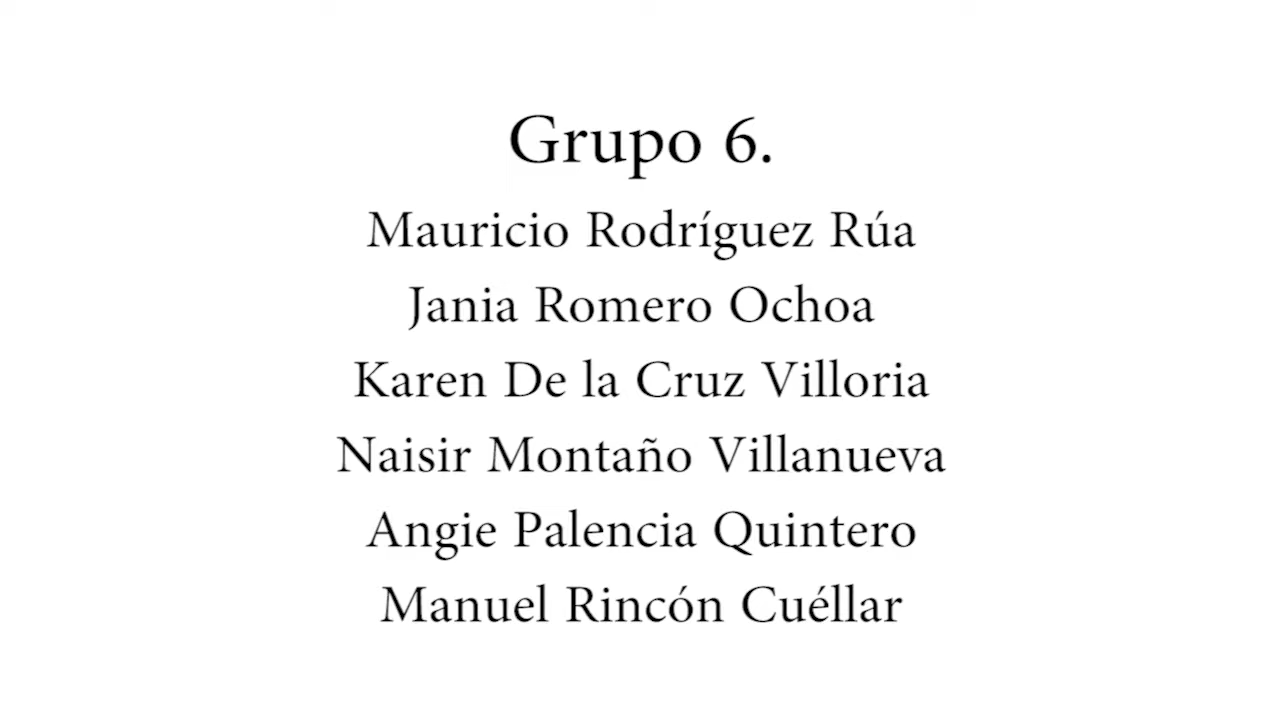 Grupo 6.
Mauricio Rodríguez Rúa
Jania Romero Ochoa
Karen De la Cruz Villoria
Naisir Montaño Villanueva
Angie Palencia Quintero
Manuel Rincón Cuéllar